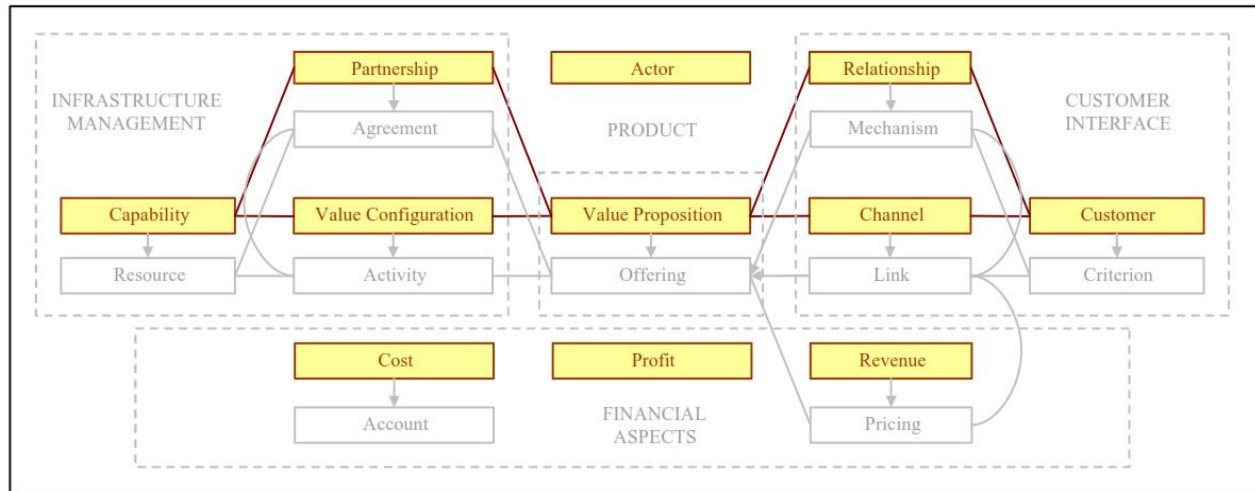 Partnership
Actor
Relationship
INFRASTRUCTURE
MANAGEMENT
Agreement
PRODUCT
Mechanism
CUSTOMER
INTERFACE
Capability
Value Configuration
Value Proposition
Channel
Customer
Resource
Activity
Offering
Link
Criterion
Cost
Profit
Revenue
Account
FINANCIAL
ASPECTS
Pricing